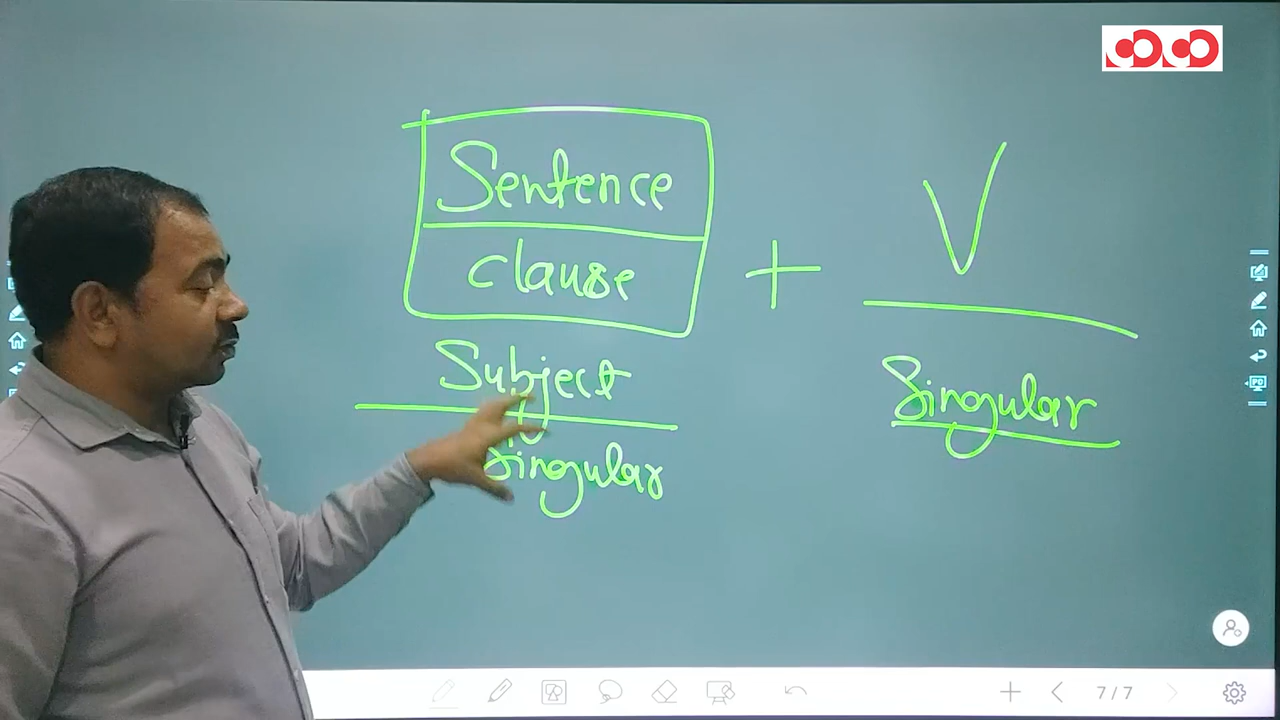 Sentence
clause
+
V
Subject
Singular
Singular
7/7